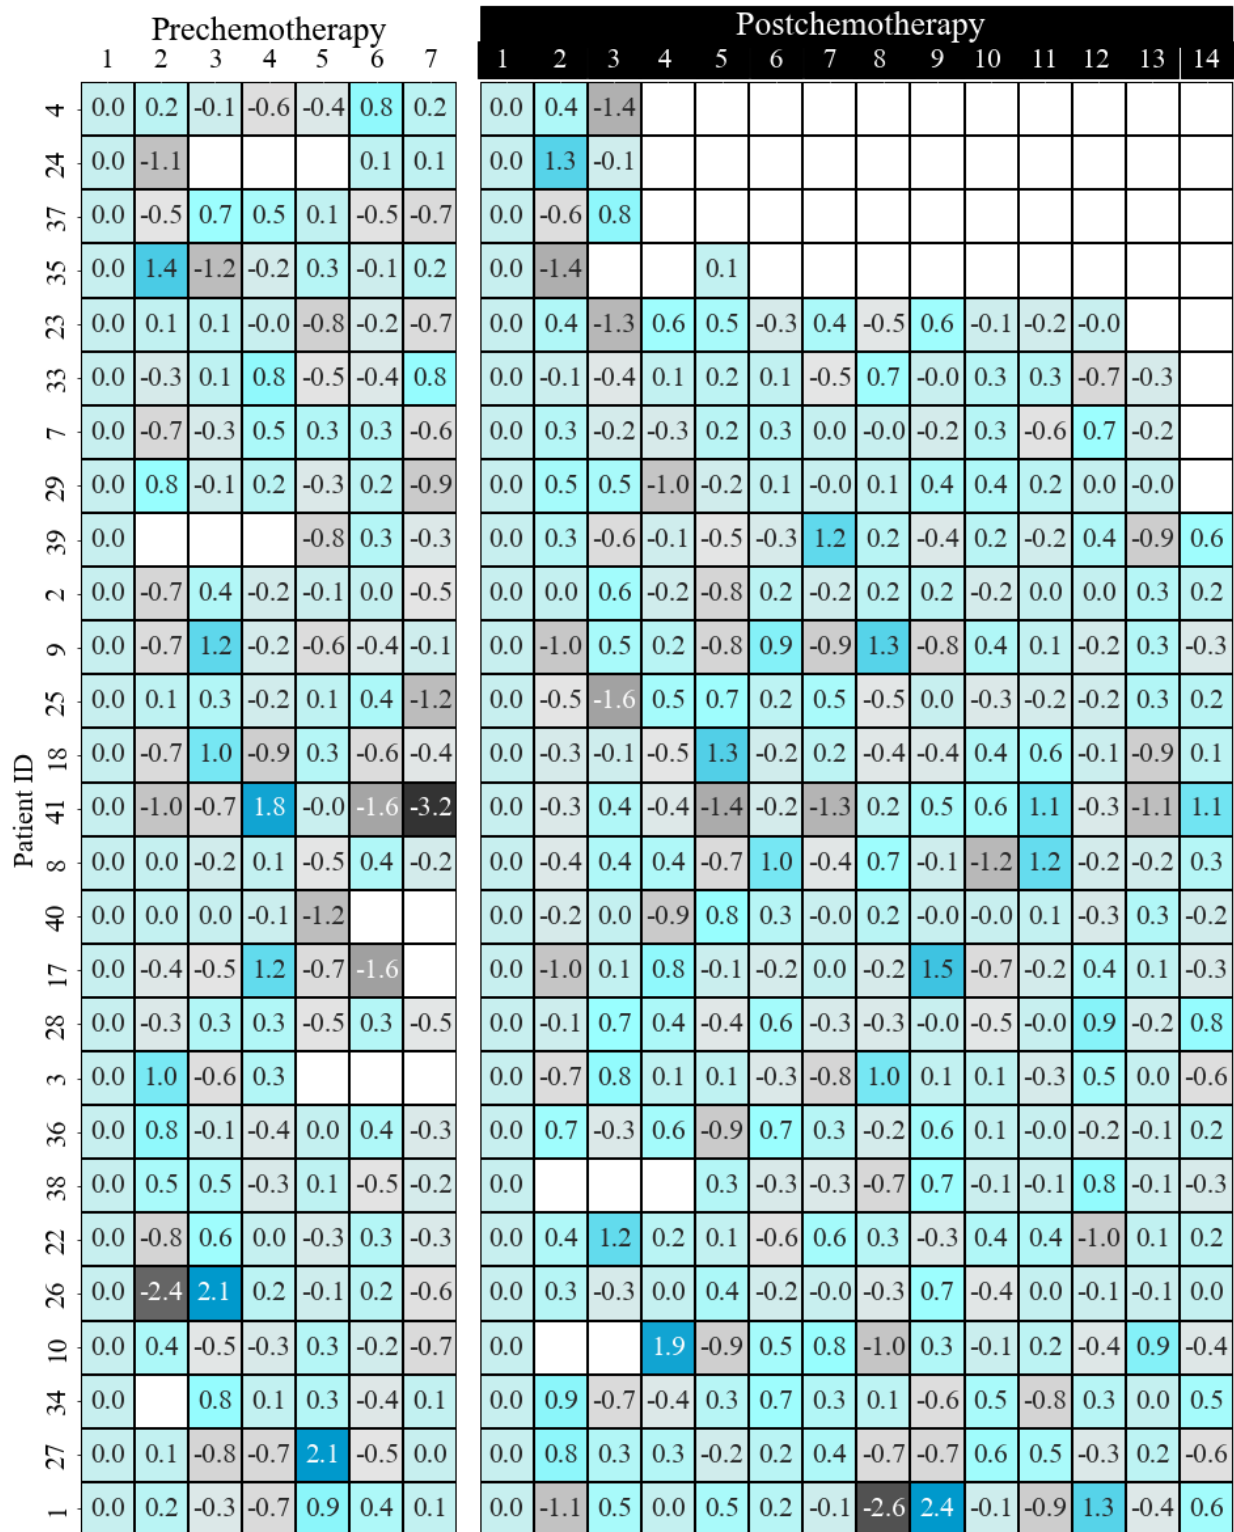 Prechemotherapy Postchemotherapy
1 2 3 4 5 6 7 1 2 3 4 5 6 7 8 9 10 11 12 13 14
4 0.0 0.2 -0.1 -0.6 -0.4 0.8 0.2 0.0 0.4 -1.4
24 0.0 -1.1 0.1 0.1 0.0 1.3 -0.1
37 0.0 -0.5 0.7 0.5 0.1 -0.5 -0.7 0.0 -0.6 0.8
35 0.0 1.4 -1.2 -0.2 0.3 -0.1 0.2 0.0 -1.4 0.1
23 0.0 0.1 0.1 -0.0 -0.8 -0.2 -0.7 0.0 0.4 -1.3 0.6 0.5 -0.3 0.4 -0.5 0.6 -0.1 -0.2 -0.0
33 0.0 -0.3 0.1 0.8 -0.5 -0.4 0.8 0.0 -0.1 -0.4 0.1 0.2 0.1 -0.5 0.7 -0.0 0.3 0.3 -0.7 -0.3
7 0.0 -0.7 -0.3 0.5 0.3 0.3 -0.6 0.0 0.3 -0.2 -0.3 0.2 0.3 0.0 -0.0 -0.2 0.3 -0.6 0.7 -0.2
29 0.0 0.8 -0.1 0.2 -0.3 0.2 -0.9 0.0 0.5 0.5 -1.0 -0.2 0.1 -0.0 0.1 0.4 0.4 0.2 0.0 -0.0
39 0.0 -0.8 0.3 -0.3 0.0 0.3 -0.6 -0.1 -0.5 -0.3 1.2 0.2 -0.4 0.2 -0.2 0.4 -0.9 0.6
2 0.0 -0.7 0.4 -0.2 -0.1 0.0 -0.5 0.0 0.0 0.6 -0.2 -0.8 0.2 -0.2 0.2 0.2 -0.2 0.0 0.0 0.3 0.2
9 0.0 -0.7 1.2 -0.2 -0.6 -0.4 -0.1 0.0 -1.0 0.5 0.2 -0.8 0.9 -0.9 1.3 -0.8 0.4 0.1 -0.2 0.3 -0.3
25 0.0 0.1 0.3 -0.2 0.1 0.4 -1.2 0.0 -0.5 -1.6 0.5 0.7 0.2 0.5 -0.5 0.0 -0.3 -0.2 -0.2 0.3 0.2
18 0.0 -0.7 1.0 -0.9 0.3 -0.6 -0.4 0.0 -0.3 -0.1 -0.5 1.3 -0.2 0.2 -0.4 -0.4 0.4 0.6 -0.1 -0.9 0.1
Patient ID
41 0.0 -1.0 -0.7 1.8 -0.0 -1.6 -3.2 0.0 -0.3 0.4 -0.4 -1.4 -0.2 -1.3 0.2 0.5 0.6 1.1 -0.3 -1.1 1.1
8 0.0 0.0 -0.2 0.1 -0.5 0.4 -0.2 0.0 -0.4 0.4 0.4 -0.7 1.0 -0.4 0.7 -0.1 -1.2 1.2 -0.2 -0.2 0.3
40 0.0 0.0 0.0 -0.1 -1.2 0.0 -0.2 0.0 -0.9 0.8 0.3 -0.0 0.2 -0.0 -0.0 0.1 -0.3 0.3 -0.2
17 0.0 -0.4 -0.5 1.2 -0.7 -1.6 0.0 -1.0 0.1 0.8 -0.1 -0.2 0.0 -0.2 1.5 -0.7 -0.2 0.4 0.1 -0.3
28 0.0 -0.3 0.3 0.3 -0.5 0.3 -0.5 0.0 -0.1 0.7 0.4 -0.4 0.6 -0.3 -0.3 -0.0 -0.5 -0.0 0.9 -0.2 0.8
3 0.0 1.0 -0.6 0.3 0.0 -0.7 0.8 0.1 0.1 -0.3 -0.8 1.0 0.1 0.1 -0.3 0.5 0.0 -0.6
36 0.0 0.8 -0.1 -0.4 0.0 0.4 -0.3 0.0 0.7 -0.3 0.6 -0.9 0.7 0.3 -0.2 0.6 0.1 -0.0 -0.2 -0.1 0.2
38 0.0 0.5 0.5 -0.3 0.1 -0.5 -0.2 0.0 0.3 -0.3 -0.3 -0.7 0.7 -0.1 -0.1 0.8 -0.1 -0.3
22 0.0 -0.8 0.6 0.0 -0.3 0.3 -0.3 0.0 0.4 1.2 0.2 0.1 -0.6 0.6 0.3 -0.3 0.4 0.4 -1.0 0.1 0.2
26 0.0 -2.4 2.1 0.2 -0.1 0.2 -0.6 0.0 0.3 -0.3 0.0 0.4 -0.2 -0.0 -0.3 0.7 -0.4 0.0 -0.1 -0.1 0.0
10 0.0 0.4 -0.5 -0.3 0.3 -0.2 -0.7 0.0 1.9 -0.9 0.5 0.8 -1.0 0.3 -0.1 0.2 -0.4 0.9 -0.4
34 0.0 0.8 0.1 0.3 -0.4 0.1 0.0 0.9 -0.7 -0.4 0.3 0.7 0.3 0.1 -0.6 0.5 -0.8 0.3 0.0 0.5
27 0.0 0.1 -0.8 -0.7 2.1 -0.5 0.0 0.0 0.8 0.3 0.3 -0.2 0.2 0.4 -0.7 -0.7 0.6 0.5 -0.3 0.2 -0.6
1 0.0 0.2 -0.3 -0.7 0.9 0.4 0.1 0.0 -1.1 0.5 0.0 0.5 0.2 -0.1 -2.6 2.4 -0.1 -0.9 1.3 -0.4 0.6